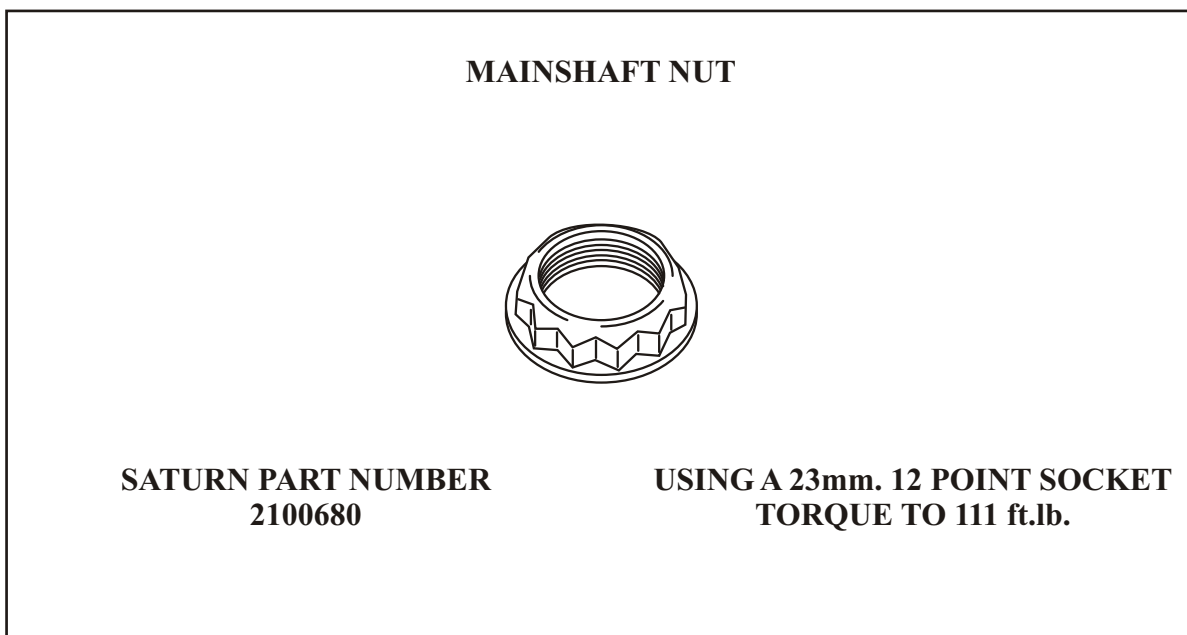 MAINSHAFT NUT
SATURN PART NUMBER
2100680
USING A 23mm. 12 POINT SOCKET
TORQUE TO 111 ft.lb.